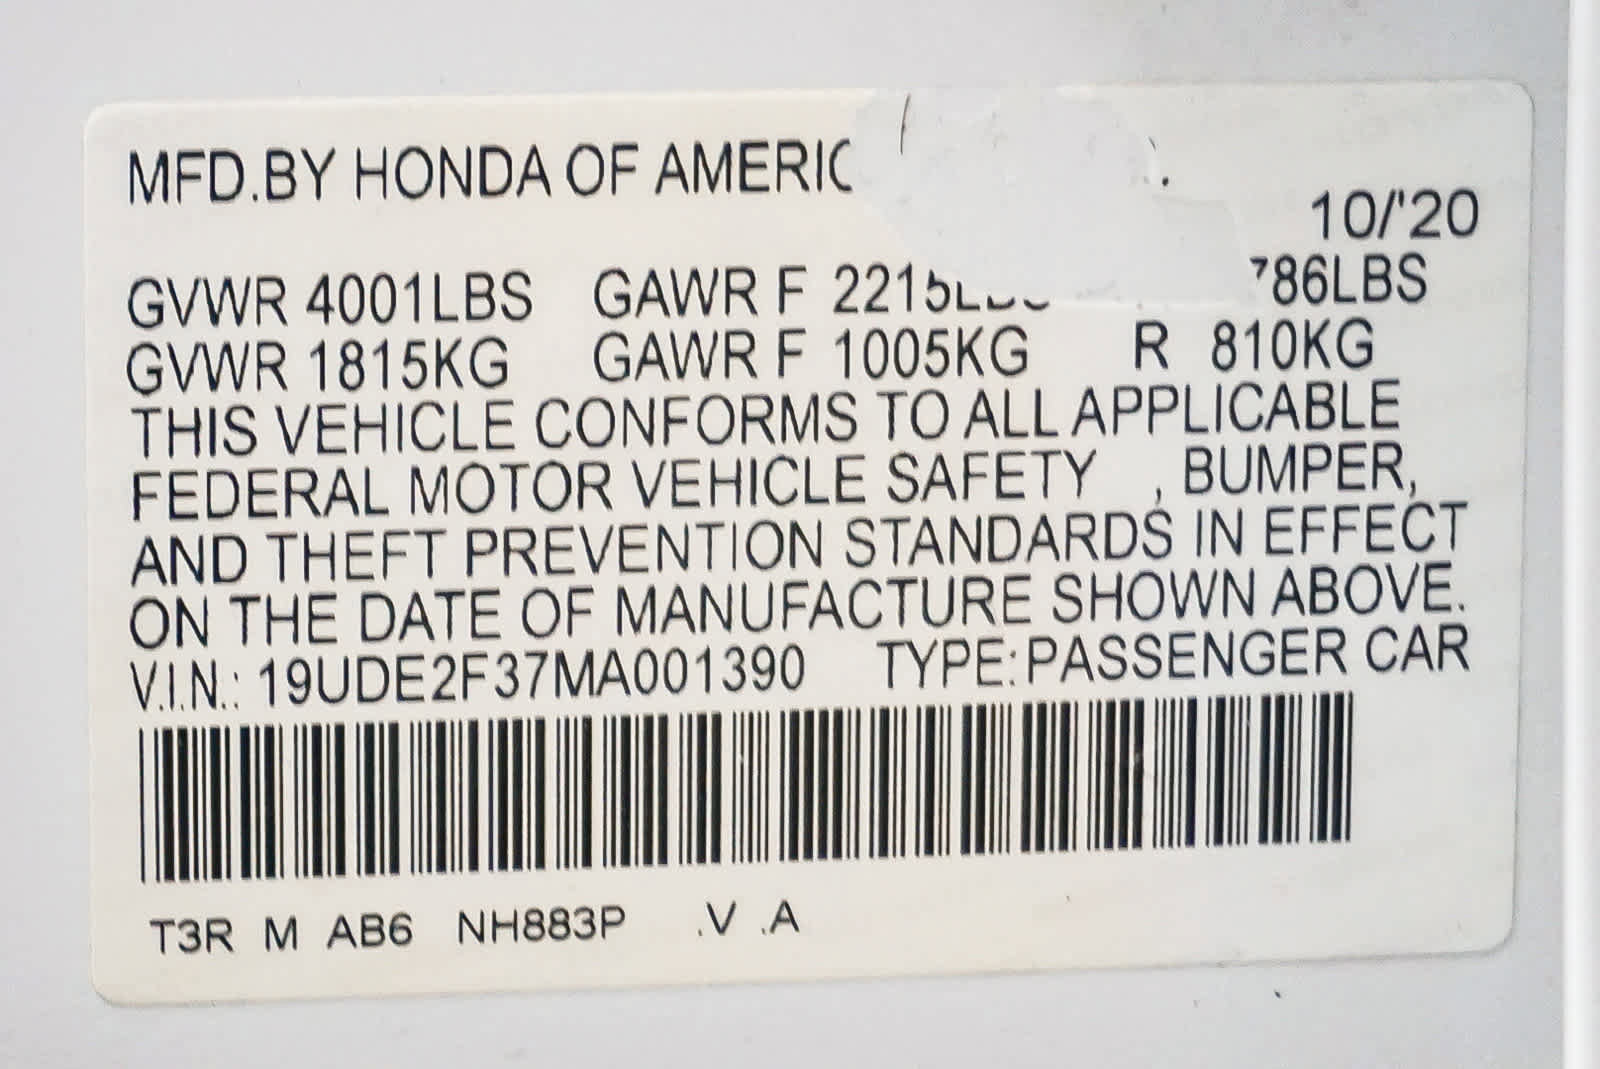 MFD.BY HONDA OF AMERIC
10/'20
GVWR 4001LBS GAWR F 2215LBS 786LBS
GVWR 1815KG GAWR F 1005KG R 810KG
THIS VEHICLE CONFORMS TO ALL APPLICABLE
FEDERAL MOTOR VEHICLE SAFETY , BUMPER,
AND THEFT PREVENTION STANDARDS IN EFFECT
ON THE DATE OF MANUFACTURE SHOWN ABOVE.
V.I.N.: 19UDE2F37MA001390 TYPE:PASSENGER CAR
T3R M AB6 NH883P .V .A